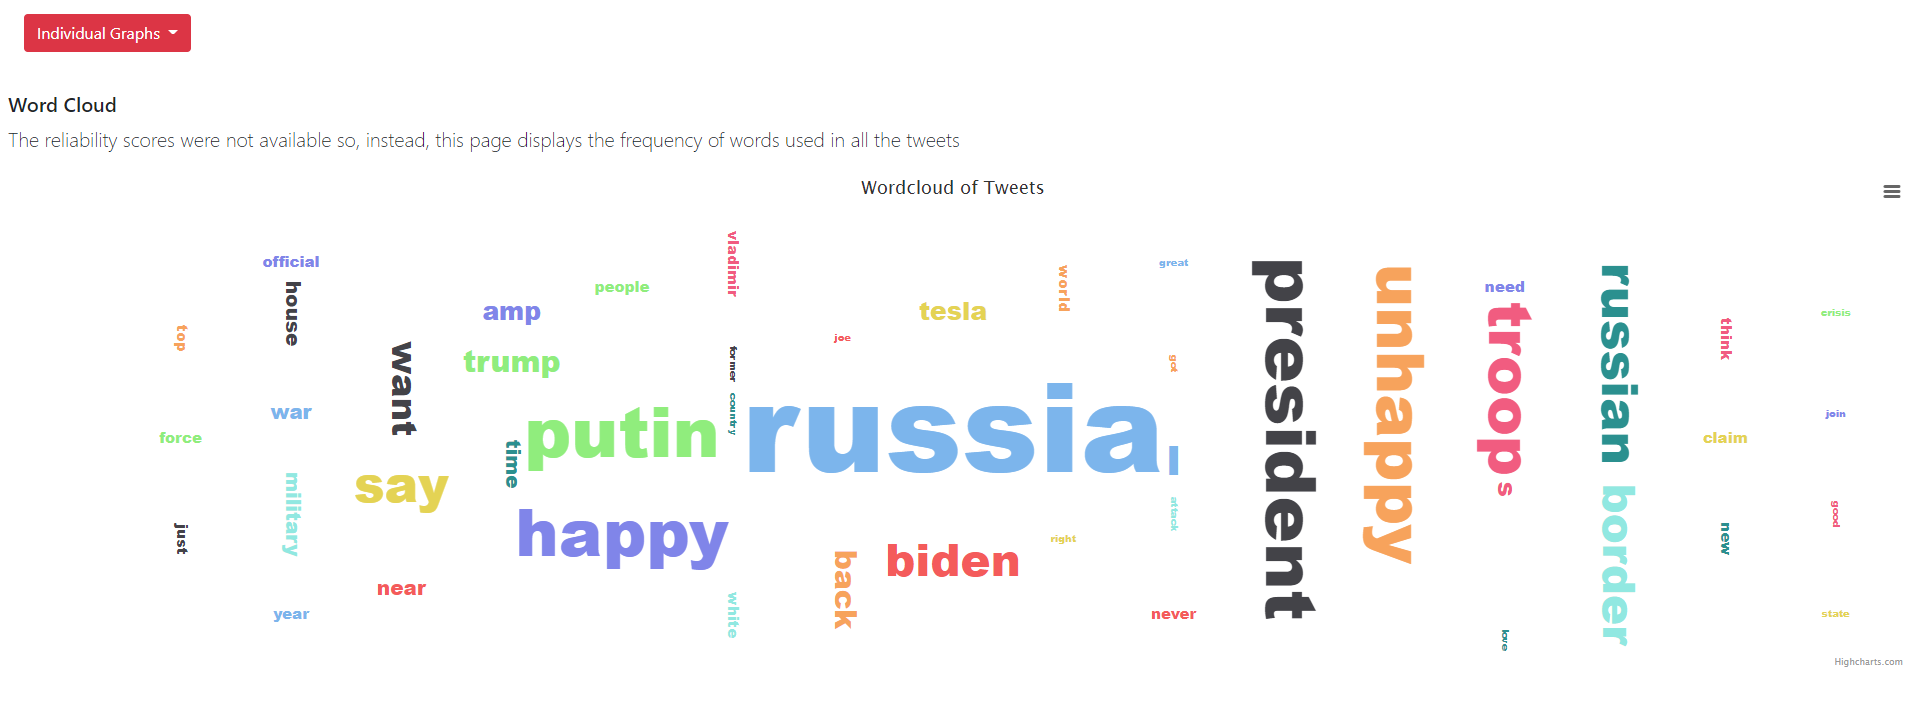 Individual Graphs
Word Cloud
The reliability scores were not available so, instead, this page displays the frequency of words used in all the tweets
Wordcloud of Tweets
official
house
top
war
force
military
just
year
want
say
near
amp
trump
time
people
putin
happy
vladimir
former
country
white
joe
russia
back
tesla
biden
world
right
great
got
I
attack
never
president
unhappy
need
troops
s
love
russian
border
think
claim
new
crisis
join
good
state
Highcharts.com